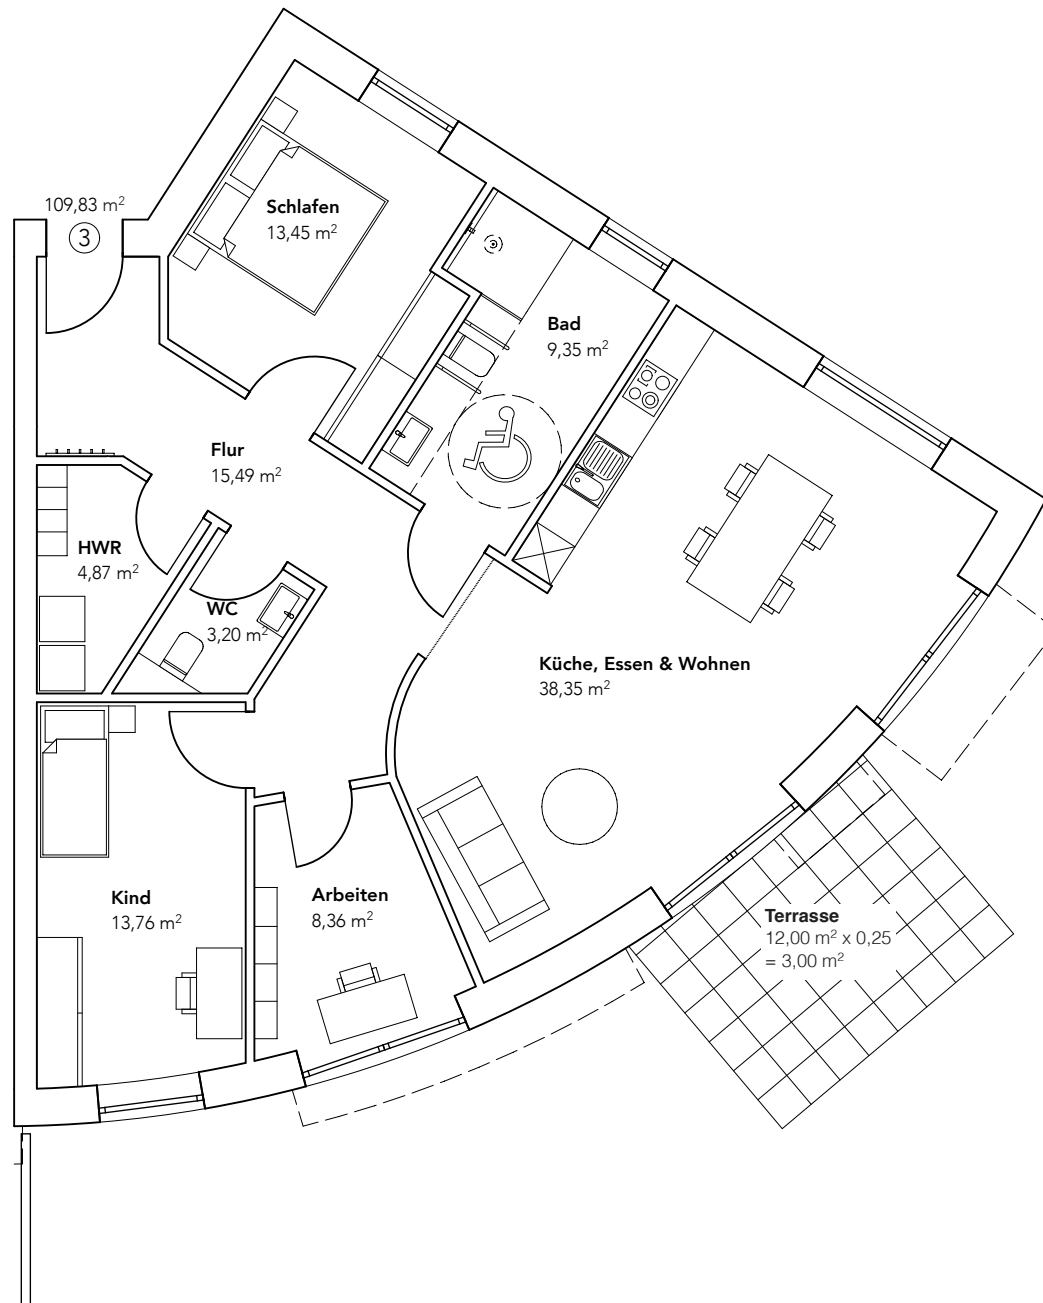 109,83 m²
3
Schlafen
13,45 m²
Bad
9,35 m²
Flur
15,49 m²
HWR
4,87 m²
WC
3,20 m²
Küche, Essen & Wohnen
38,35 m²
Kind
13,76 m²
Arbeiten
8,36 m²
Terrasse
12,00 m² x 0,25
= 3,00 m²